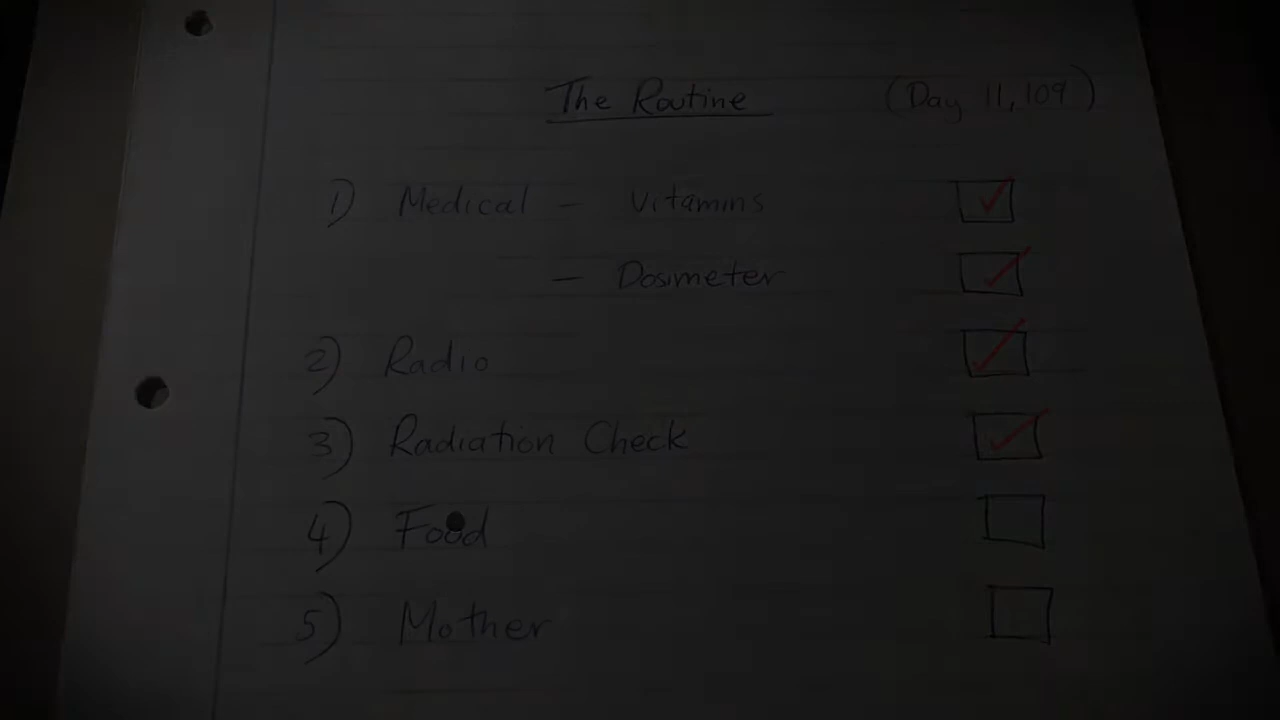 The Routine (Day 11,109)
1) Medical - Vitamins
- Dosimeter
2) Radio
3) Radiation Check
4) Food
5) Mother